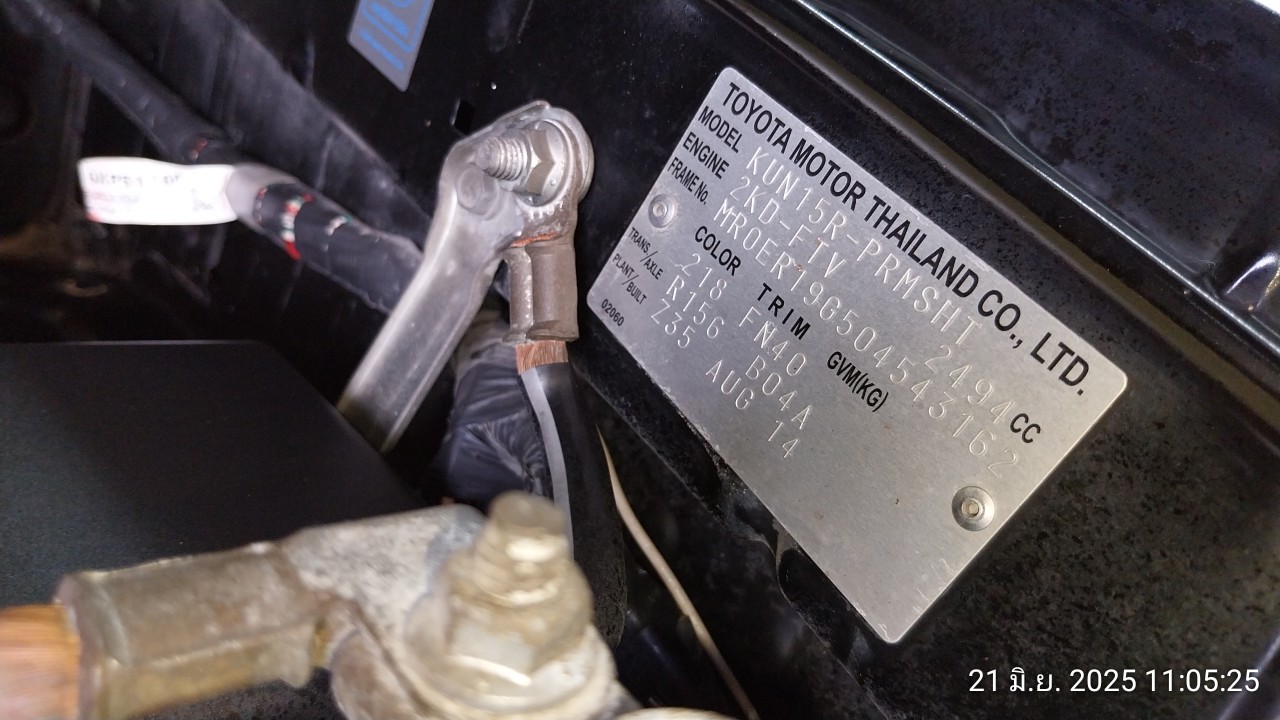 TOYOTA MOTOR THAILAND CO., LTD.
MODEL KUN15R-PRMSHT
ENGINE 2KD-FTV 2494 CC
FRAME No. MR0ER19G504543162
COLOR TRIM GVM(KG)
218 FN40
TRANS/AXLE R156 B04A
PLANT/BUILT Z35 AUG 14
02060
21 มิ.ย. 2025 11:05:25